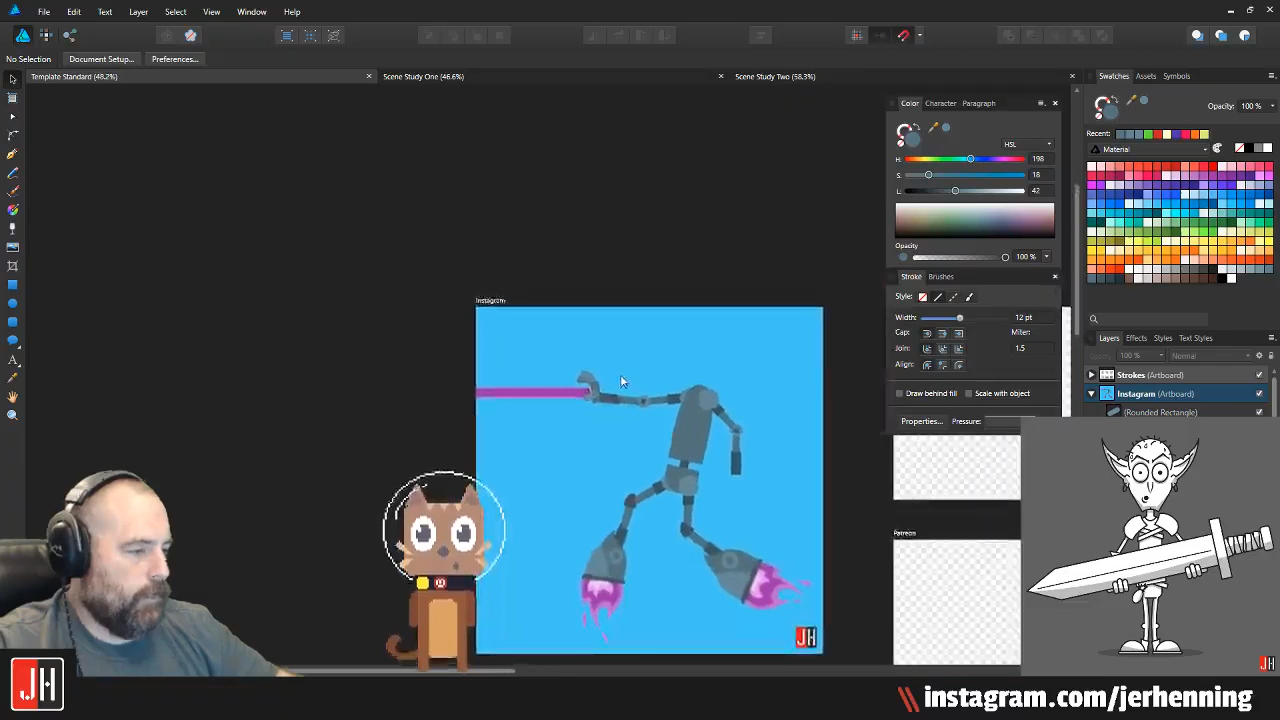 File Edit Text Layer Select View Window Help
No Selection Document Setup... Preferences...
Template Standard (48.2%) Scene Study One (46.6%) Scene Study Two (58.3%)
Swatches Assets Symbols
Opacity: 100 %
Recent:
Material
Color Character Paragraph
HSL
H: 198
S: 18
L: 42
Opacity
100 %
Stroke Brushes
Style:
Width: 12 pt
Cap: Miter:
Join: 1.5
Align:
Draw behind fill Scale with object
Properties... Pressure:
Layers Effects Styles Text Styles
Opacity: 100 % Normal
Strokes (Artboard)
Instagram (Artboard)
(Rounded Rectangle)
Instagram
Patreon
JH
JH
JH
\\ instagram.com/jerhenning